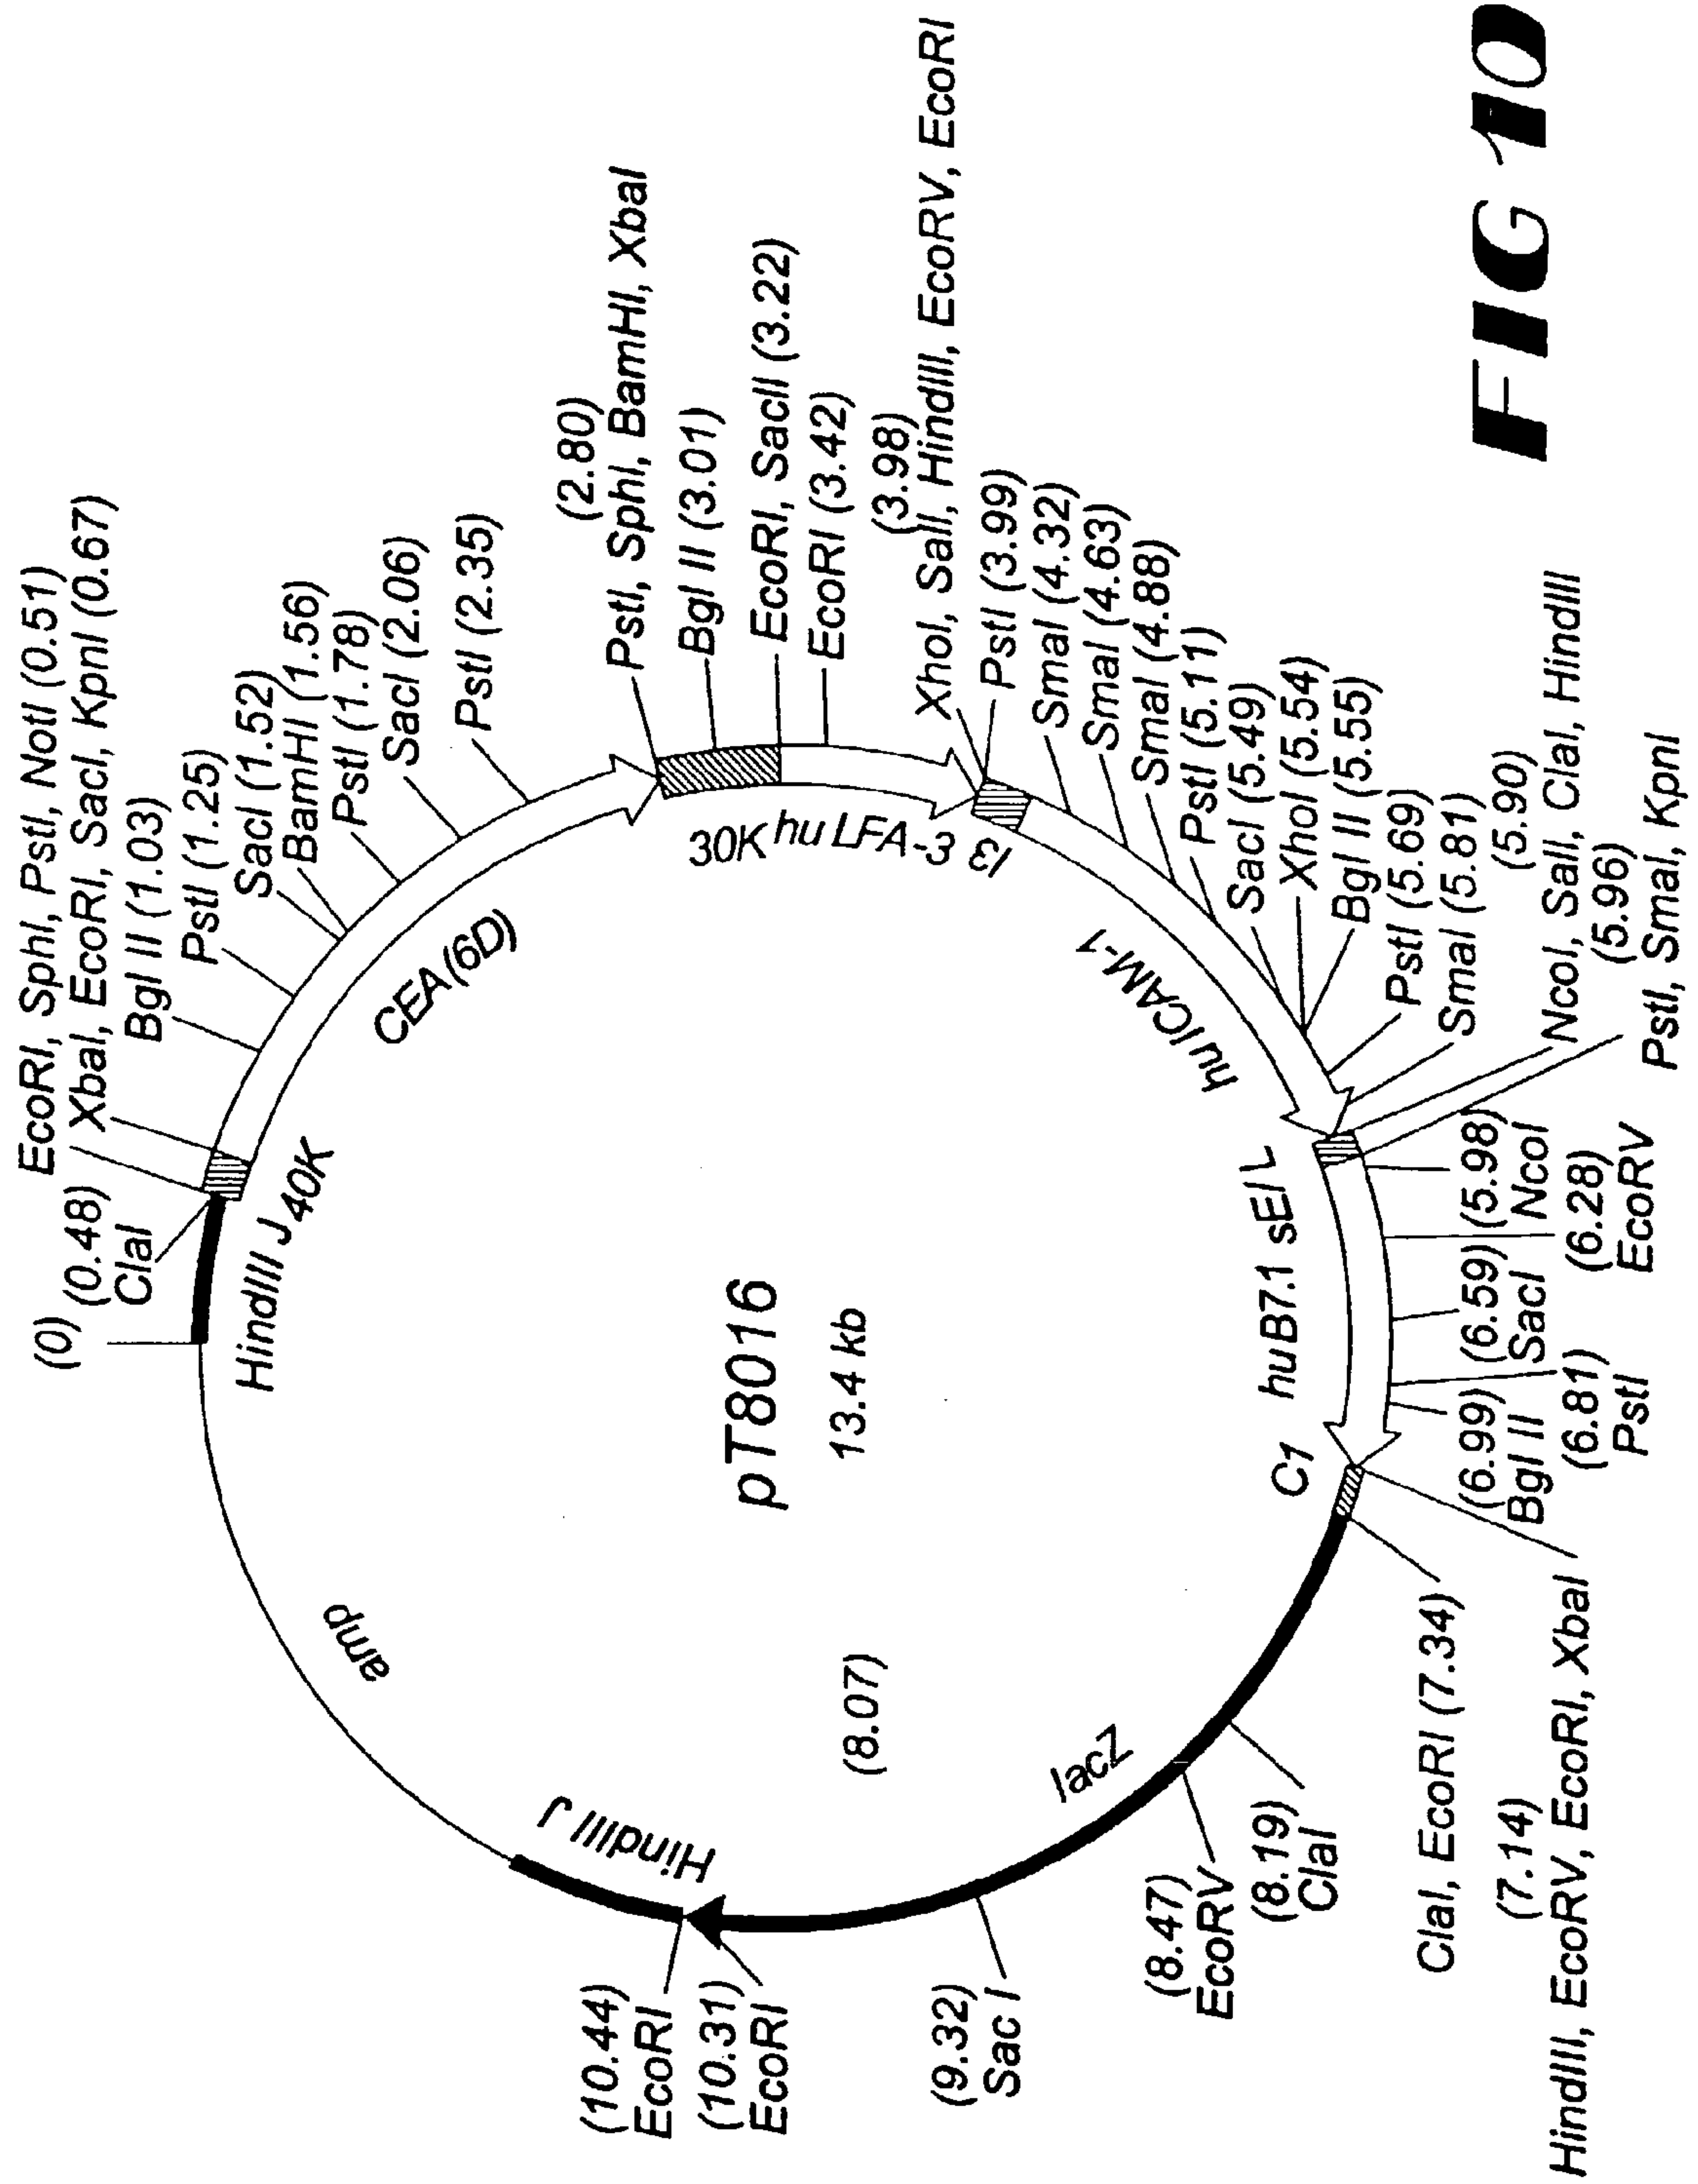 (0)
(0.48)
ClaI
EcoRI, SphI, PstI, NotI (0.51)
XbaI, EcoRI, SacI, KpnI (0.67)
Bgl II (1.03)
PstI (1.25)
SacI (1.52)
BamHI (1.56)
PstI (1.78)
SacI (2.06)
PstI (2.35)
(2.80)
PstI, SphI, BamHI, XbaI
Bgl II (3.01)
EcoRI, SacII (3.22)
EcoRI (3.42)
(3.98)
XhoI, SalI, HindIII, EcoRV, EcoRI
PstI (3.99)
SmaI (4.32)
SmaI (4.63)
SmaI (4.88)
PstI (5.11)
SacI (5.49)
XhoI (5.54)
Bgl II (5.55)
PstI (5.69)
SmaI (5.81)
(5.90)
NcoI, SalI, ClaI, HindIII
(5.96)
PstI, SmaI, KpnI
(5.98)
NcoI
(6.28)
EcoRV
(6.59)
SacI
(6.81)
PstI
(6.99)
Bgl II
(7.14)
HindIII, EcoRV, EcoRI, XbaI
ClaI, EcoRI (7.34)
(8.19)
ClaI
(8.47)
EcoRV
(9.32)
Sac I
(10.31)
EcoRI
(10.44)
EcoRI
HindIII J
40K
CEA(6D)
30K
hu LFA-3
I3
huICAM-1
sE/L
huB7.1
C1
lacZ
(8.07)
HindIII J
amp
pT8016
13.4 kb
FIG 10